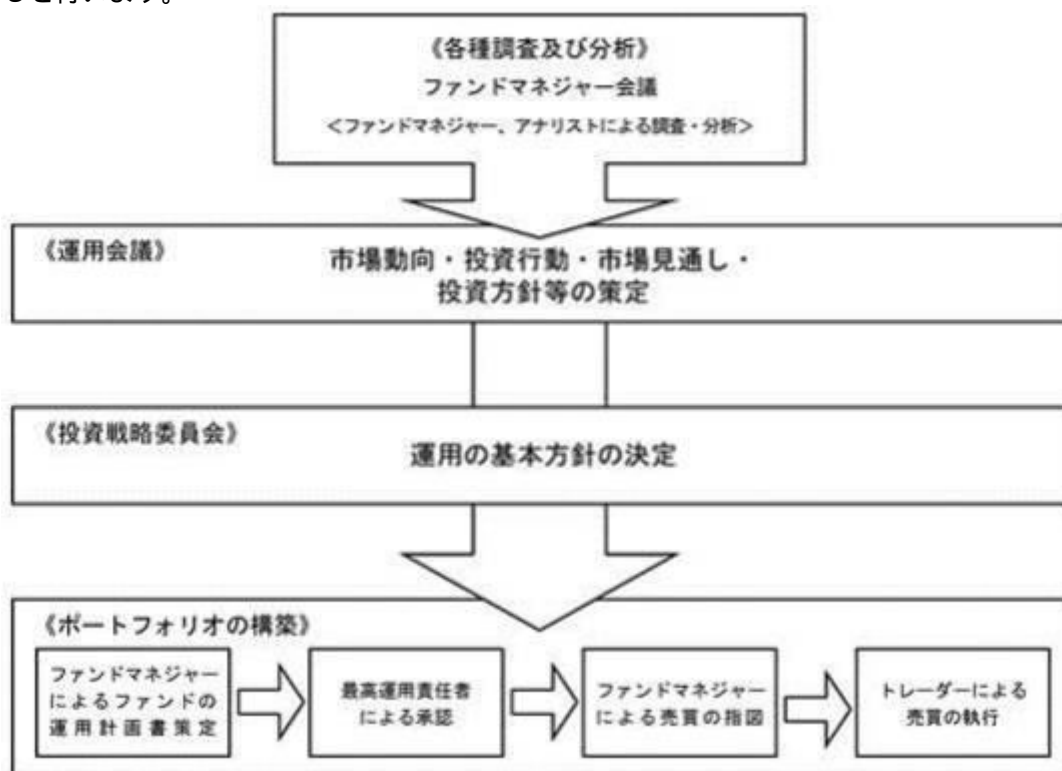 しを行います。
《各種調査及び分析》
ファンドマネジャー会議
<ファンドマネジャー、アナリストによる調査・分析>
《運用会議》
市場動向・投資行動・市場見通し・
投資方針等の策定
《投資戦略委員会》
運用の基本方針の決定
《ポートフォリオの構築》
ファンドマネジャー
によるファンドの
運用計画書策定
最高運用責任者
による承認
ファンドマネジャー
による売買の指図
トレーダーによる
売買の執行